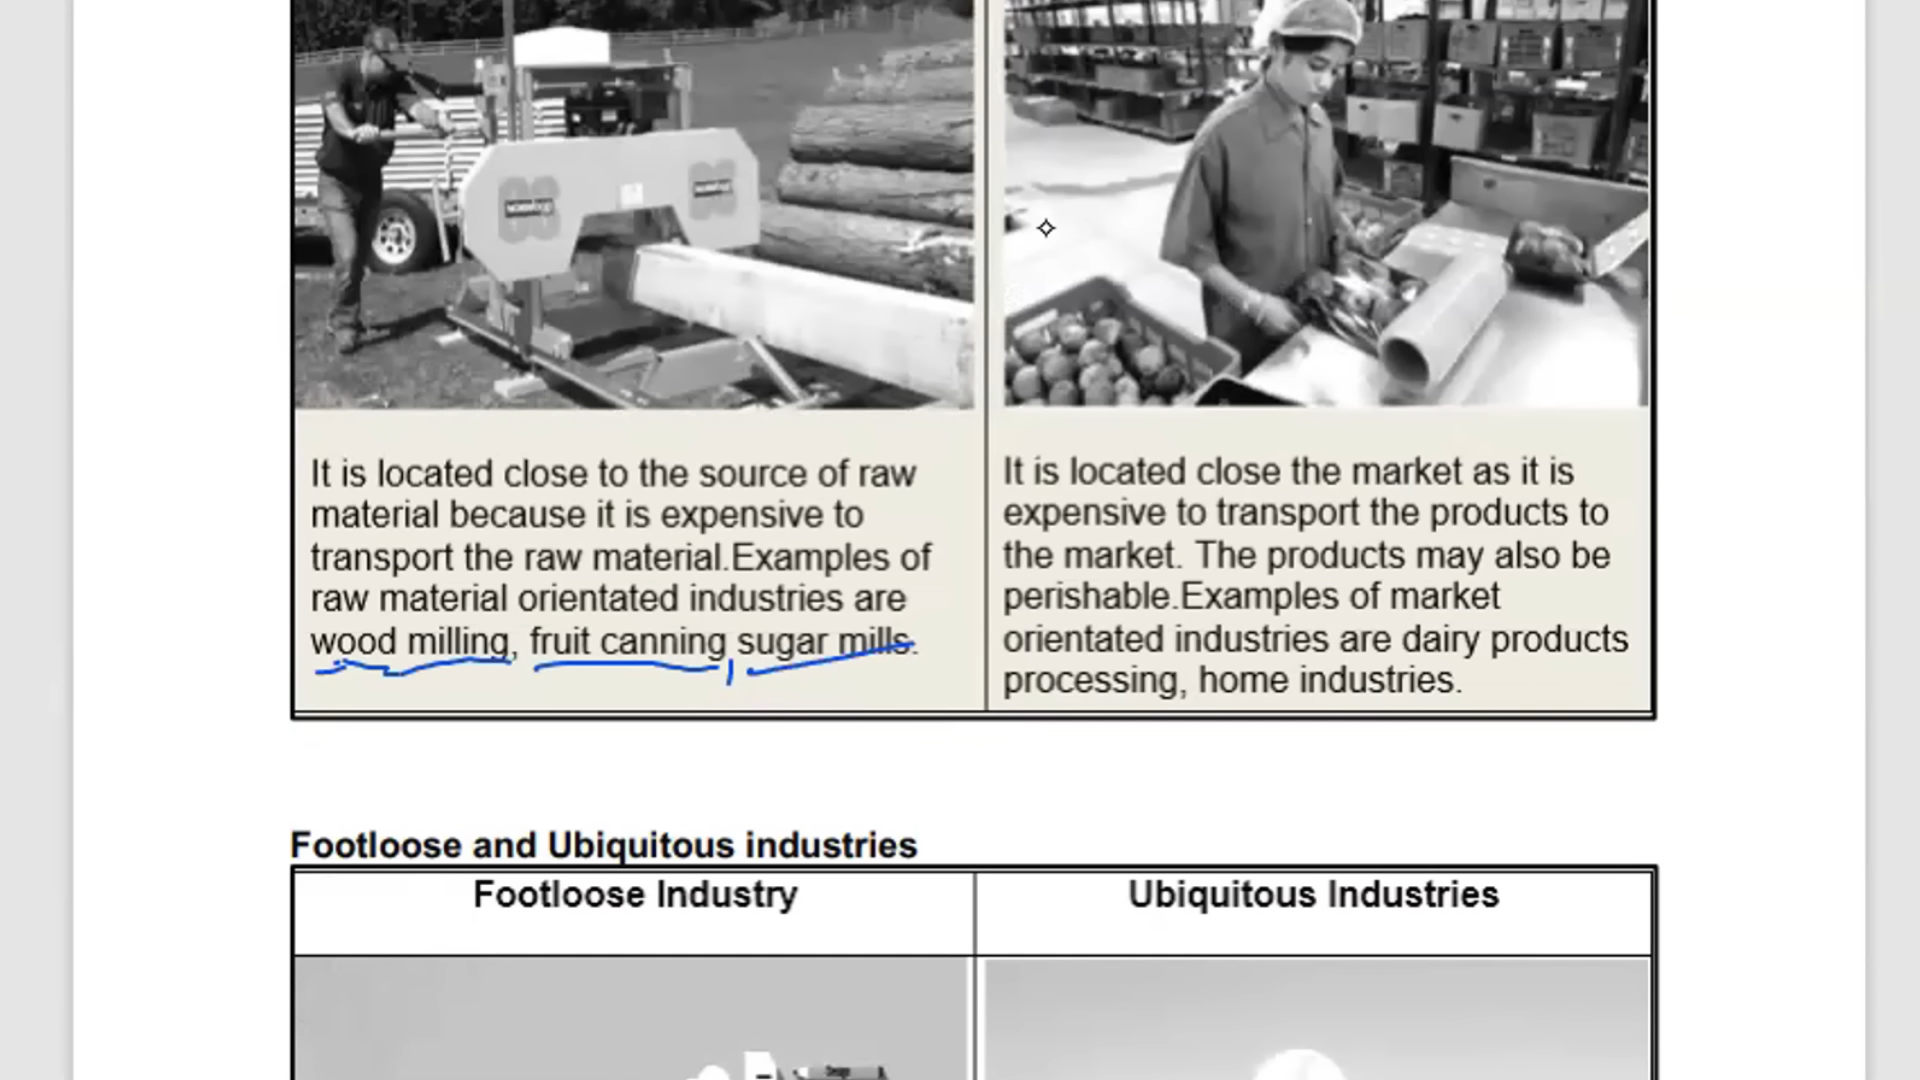 It is located close to the source of raw
material because it is expensive to
transport the raw material.Examples of
raw material orientated industries are
wood milling, fruit canning sugar mills.
It is located close the market as it is
expensive to transport the products to
the market. The products may also be
perishable.Examples of market
orientated industries are dairy products
processing, home industries.
Footloose and Ubiquitous industries
Footloose Industry
Ubiquitous Industries